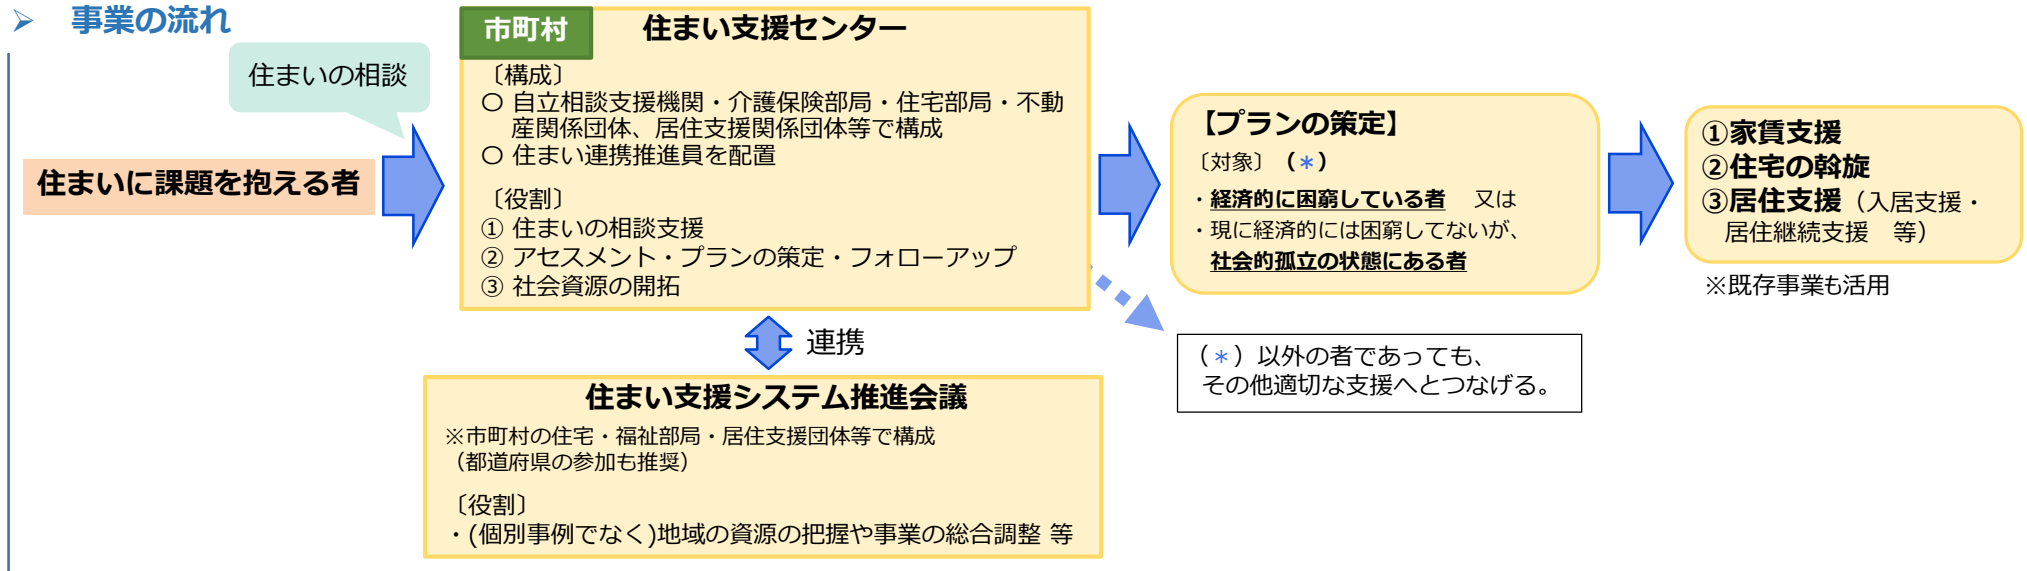 ➢ 事業の流れ
住まいの相談
住まいに課題を抱える者
市町村 住まい支援センター
〔構成〕
〇 自立相談支援機関・介護保険部局・住宅部局・不動
産関係団体、居住支援関係団体等で構成
〇 住まい連携推進員を配置
〔役割〕
① 住まいの相談支援
② アセスメント・プランの策定・フォローアップ
③ 社会資源の開拓
連携
住まい支援システム推進会議
※市町村の住宅・福祉部局・居住支援団体等で構成
（都道府県の参加も推奨）
〔役割〕
・(個別事例でなく)地域の資源の把握や事業の総合調整 等
【プランの策定】
〔対象〕（＊）
・経済的に困窮している者 又は
・現に経済的には困窮してないが、
社会的孤立の状態にある者
（＊）以外の者であっても、
その他適切な支援へとつなげる。
①家賃支援
②住宅の斡旋
③居住支援（入居支援・
居住継続支援 等）
※既存事業も活用